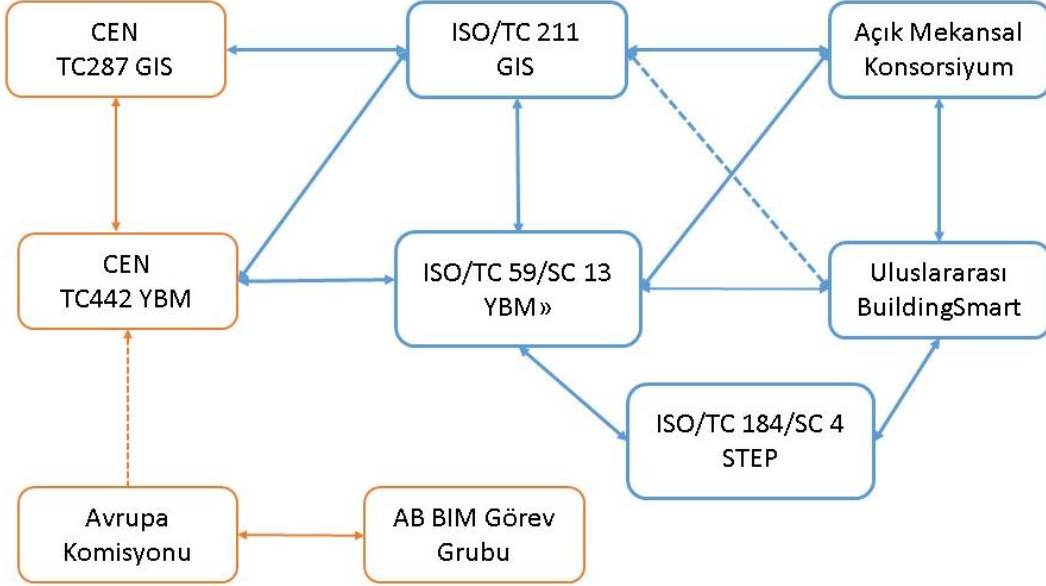 CEN
TC287 GIS
ISO/TC 211
GIS
Açık Mekansal
Konsorsiyum
CEN
TC442 YBM
ISO/TC 59/SC 13
YBM»
Uluslararası
BuildingSmart
ISO/TC 184/SC 4
STEP
Avrupa
Komisyonu
AB BIM Görev
Grubu